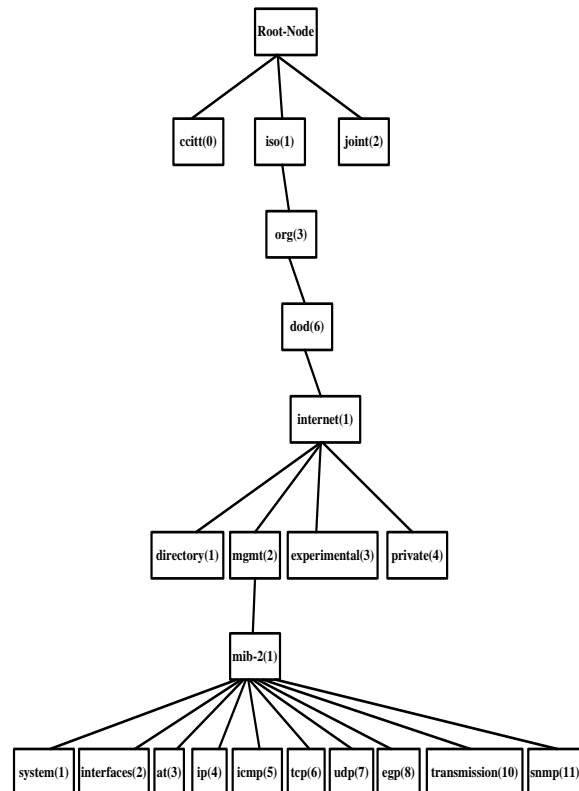 Root-Node
ccitt(0) iso(1) joint(2)
org(3)
dod(6)
internet(1)
directory(1) mgmt(2) experimental(3) private(4)
mib-2(1)
system(1) interfaces(2) at(3) ip(4) icmp(5) tcp(6) udp(7) egp(8) transmission(10) snmp(11)